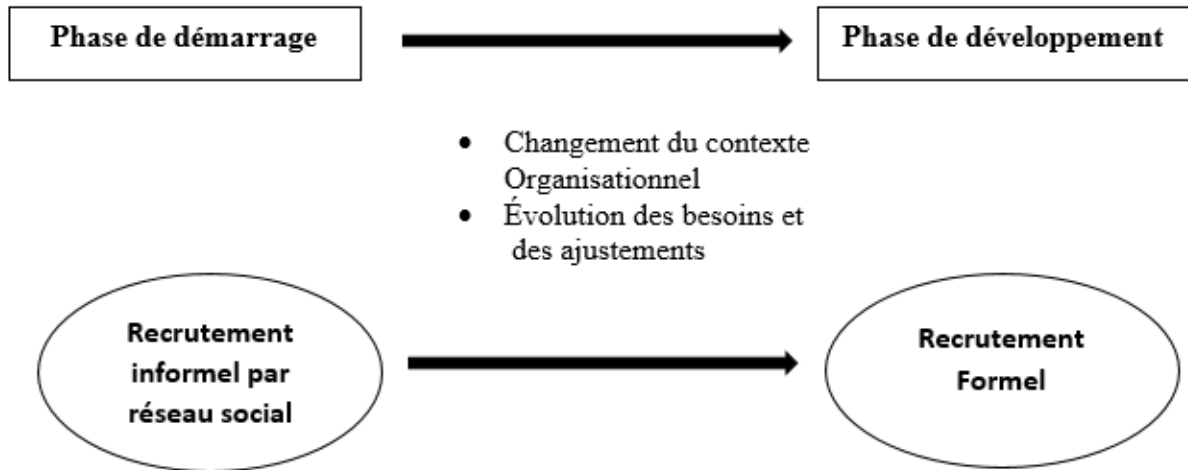 Phase de démarrage
Phase de développement
• Changement du contexte
Organisationnel
• Évolution des besoins et
des ajustements
Recrutement
informel par
réseau social
Recrutement
Formel